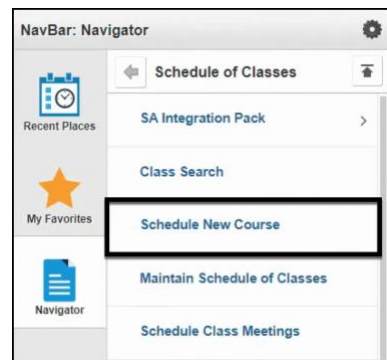 NavBar: Navigator
Schedule of Classes
Recent Places
SA Integration Pack
Class Search
My Favorites
Schedule New Course
Navigator
Maintain Schedule of Classes
Schedule Class Meetings